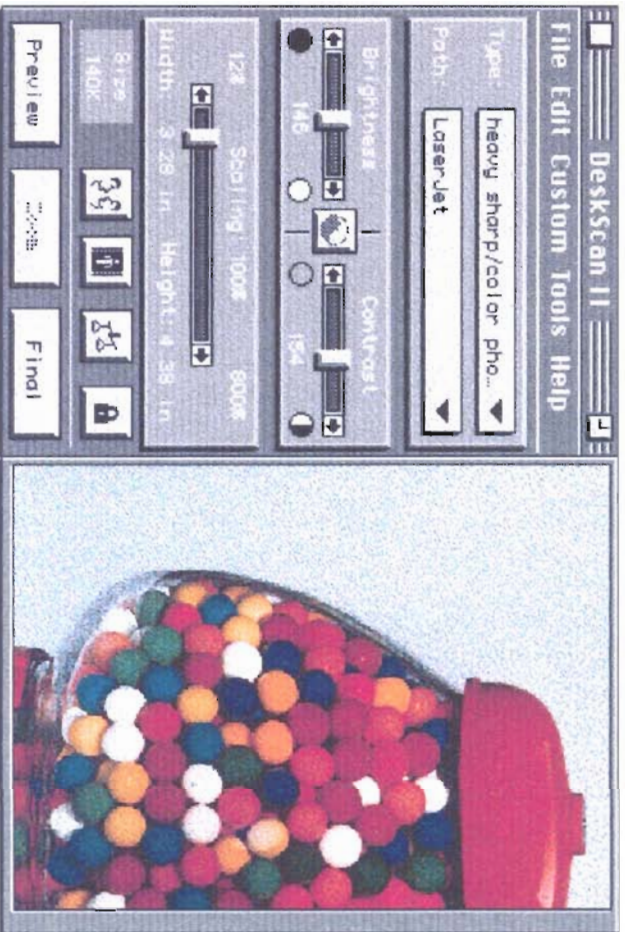 DeskScan II
File Edit Custom Tools Help
Type: heavy sharp/color pho...
Path: LaserJet
Brightness Contrast
146 154
12% Scaling 100% 800%
Width: 3.28 in Height: 4.38 in
Size
140K
Preview Final